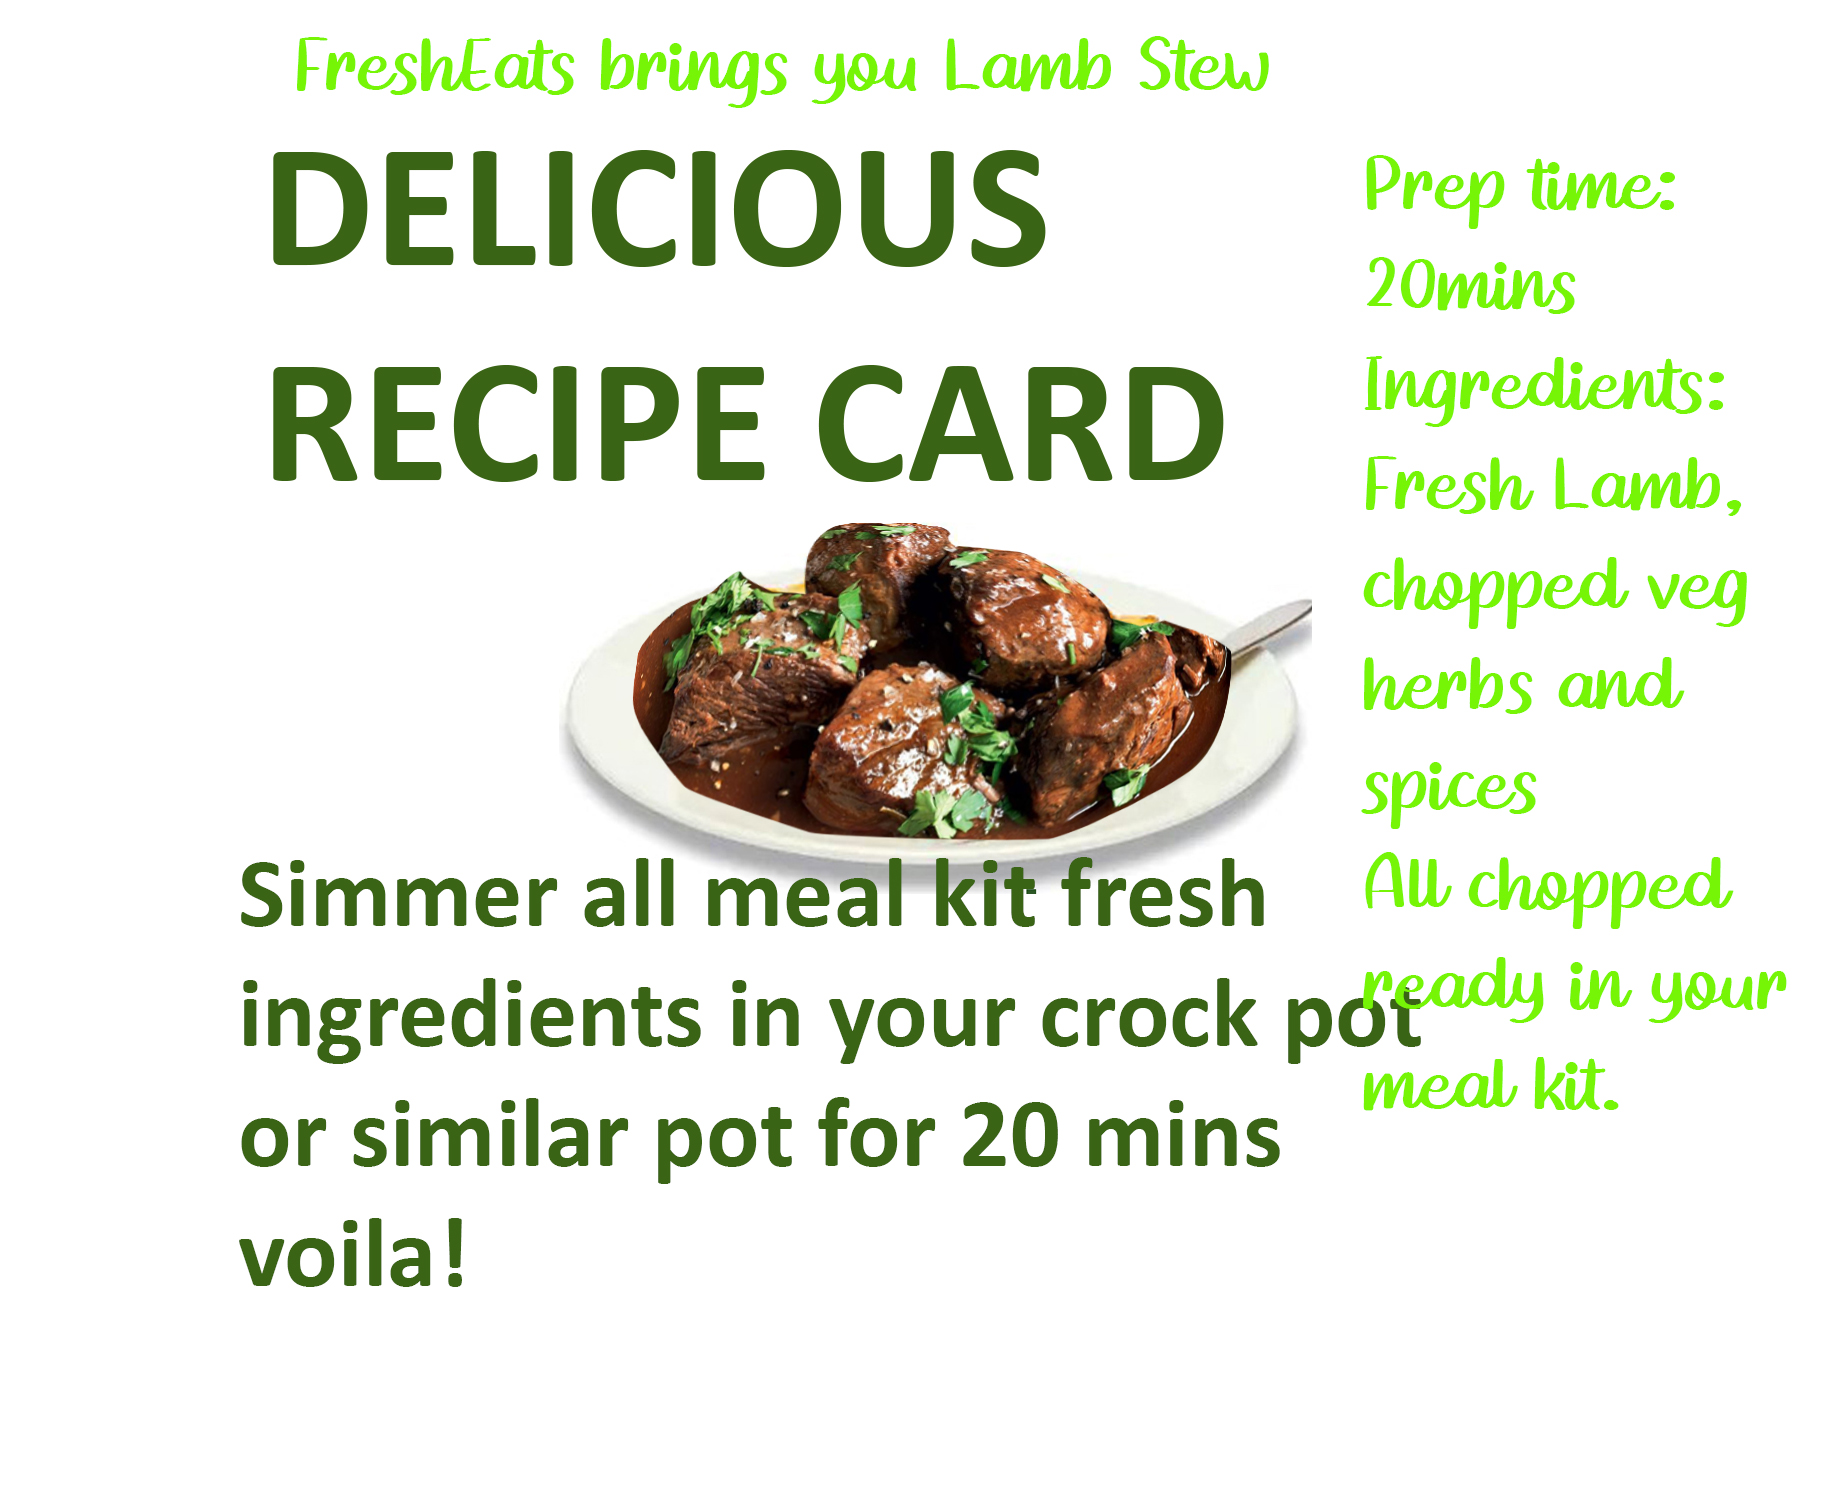 FreshEats brings you Lamb Stew
DELICIOUS
RECIPE CARD
Prep time:
20mins
Ingredients:
Fresh Lamb,
chopped veg
herbs and
spices
All chopped
ready in your
meal kit.
Simmer all meal kit fresh
ingredients in your crock pot
or similar pot for 20 mins
voila!